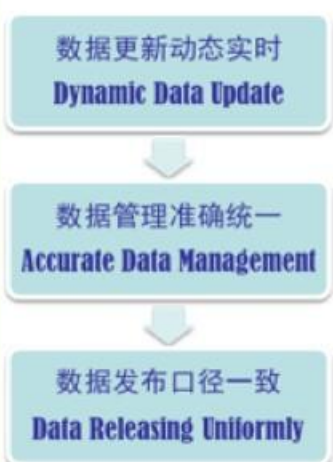 数据更新动态实时
Dynamic Data Update
数据管理准确统一
Accurate Data Management
数据发布口径一致
Data Releasing Uniformly